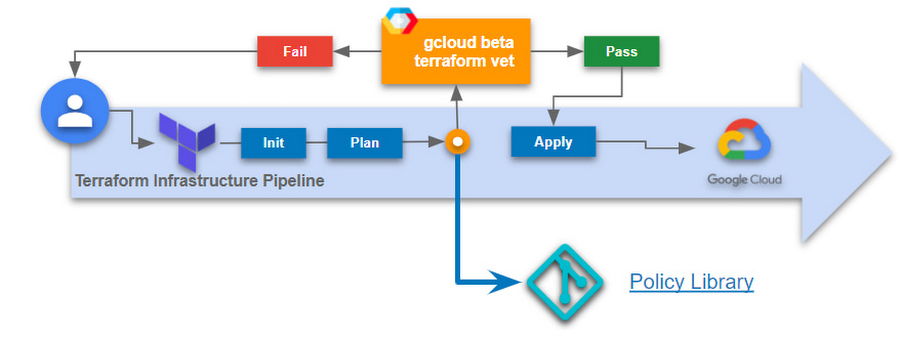 Fail
gcloud beta
terraform vet
Pass
Init
Plan
Apply
Terraform Infrastructure Pipeline
Google Cloud
Policy Library